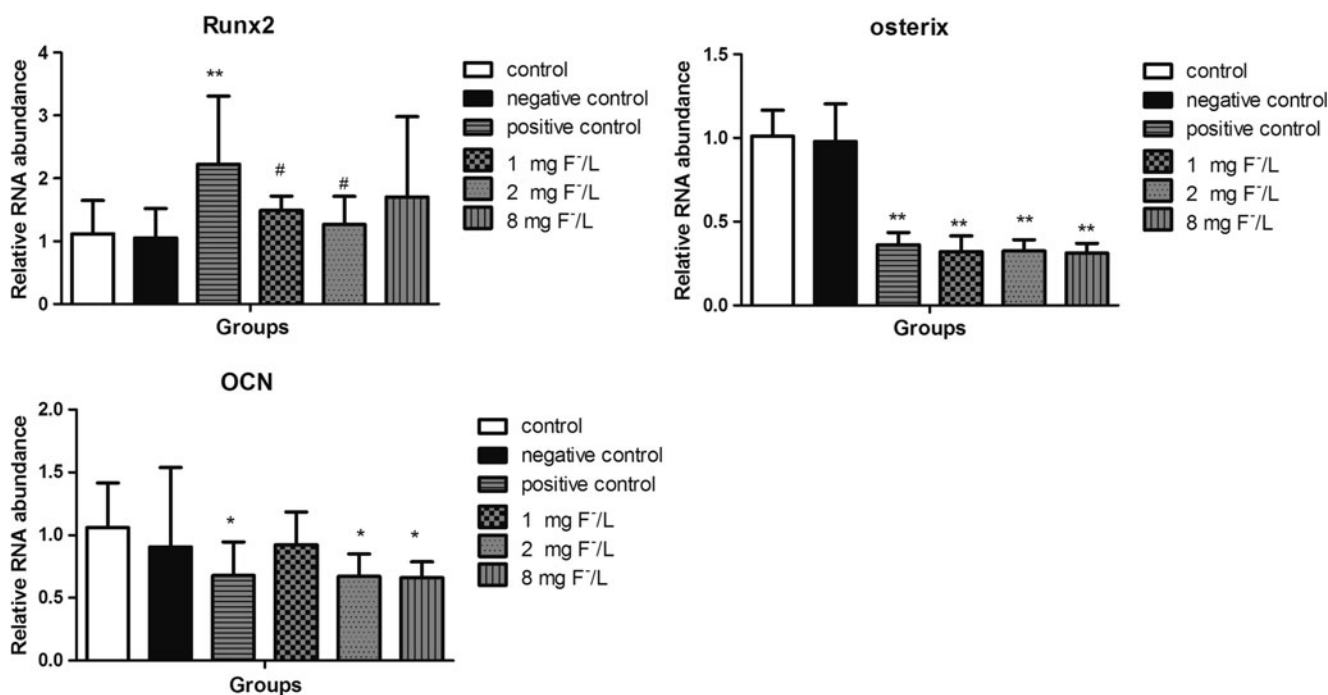 Runx2
Relative RNA abundance
4
3
2
1
0
**
#
#
Groups
control
negative control
positive control
1 mg F⁻/L
2 mg F⁻/L
8 mg F⁻/L
osterix
Relative RNA abundance
1.5
1.0
0.5
0.0
**
**
**
**
Groups
control
negative control
positive control
1 mg F⁻/L
2 mg F⁻/L
8 mg F⁻/L
OCN
Relative RNA abundance
2.0
1.5
1.0
0.5
0.0
*
*
*
Groups
control
negative control
positive control
1 mg F⁻/L
2 mg F⁻/L
8 mg F⁻/L